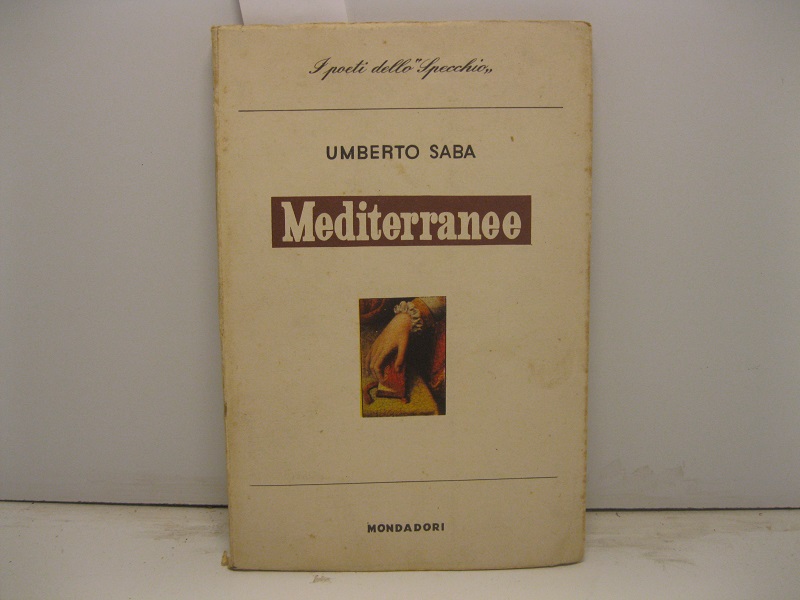 I poeti dello "Specchio„
UMBERTO SABA
Mediterranee
MONDADORI